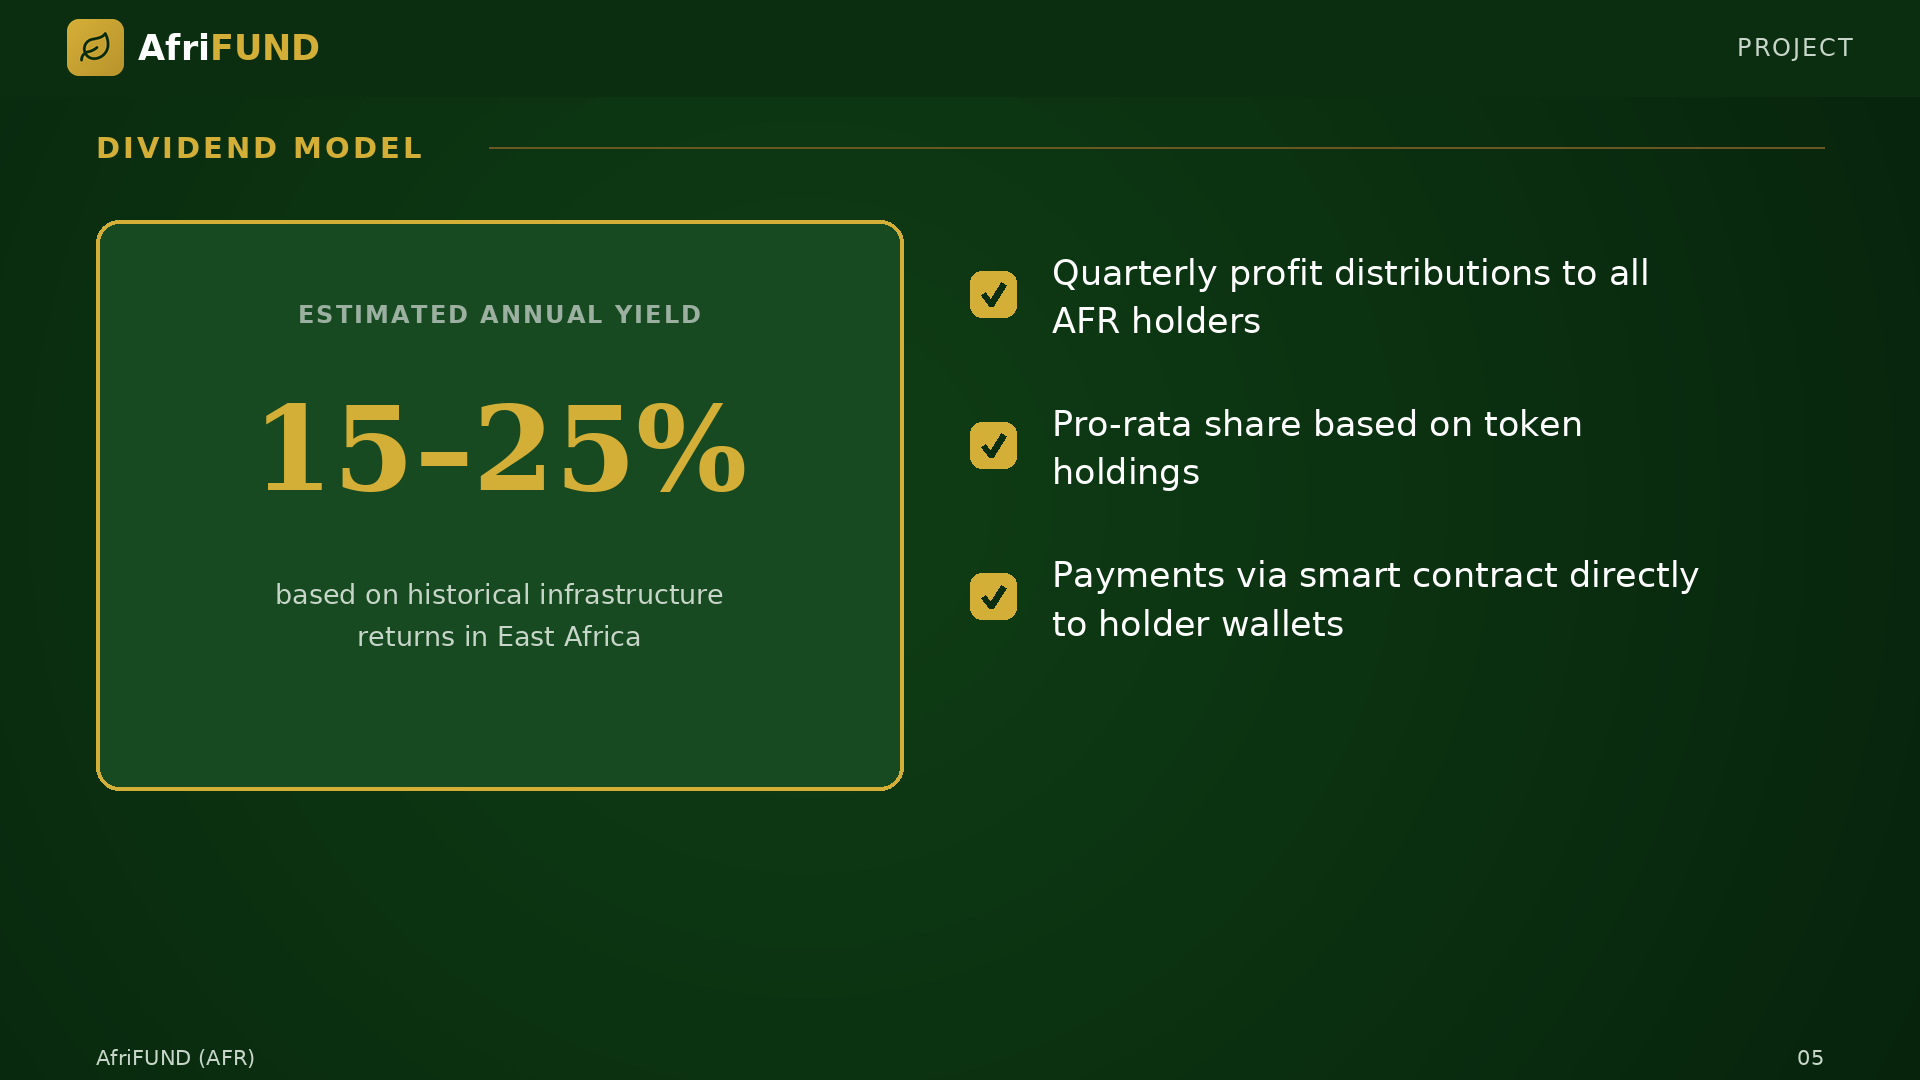 AfriFUND
PROJECT
DIVIDEND MODEL
ESTIMATED ANNUAL YIELD
15–25%
based on historical infrastructure
returns in East Africa
Quarterly profit distributions to all
AFR holders
Pro-rata share based on token
holdings
Payments via smart contract directly
to holder wallets
AfriFUND (AFR)
05